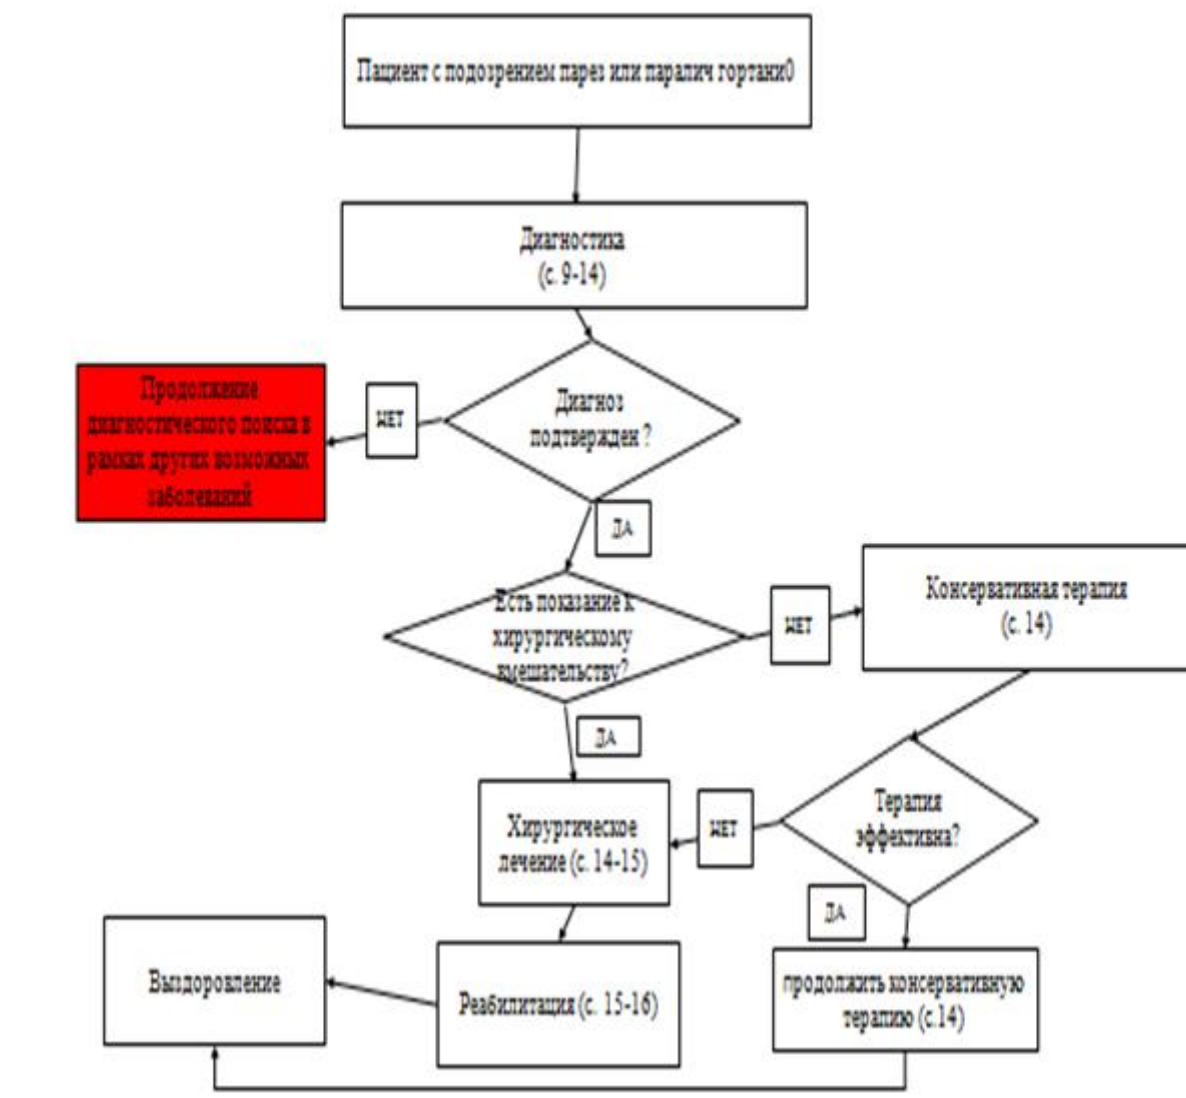 Пациент с подозрением парез или паралич гортани0
Диагностика
(с. 9-14)
Диагноз
подтвержден ?
НЕТ
Продолжение
диагностического поиска в
рамках других возможных
заболеваний
ДА
Есть показание к
хирургическому
вмешательству?
НЕТ
Консервативная терапия
(с. 14)
ДА
Терапия
эффективна?
НЕТ
Хирургическое
лечение (с. 14-15)
ДА
продолжить консервативную
терапию (с.14)
Реабилитация (с. 15-16)
Выздоровление